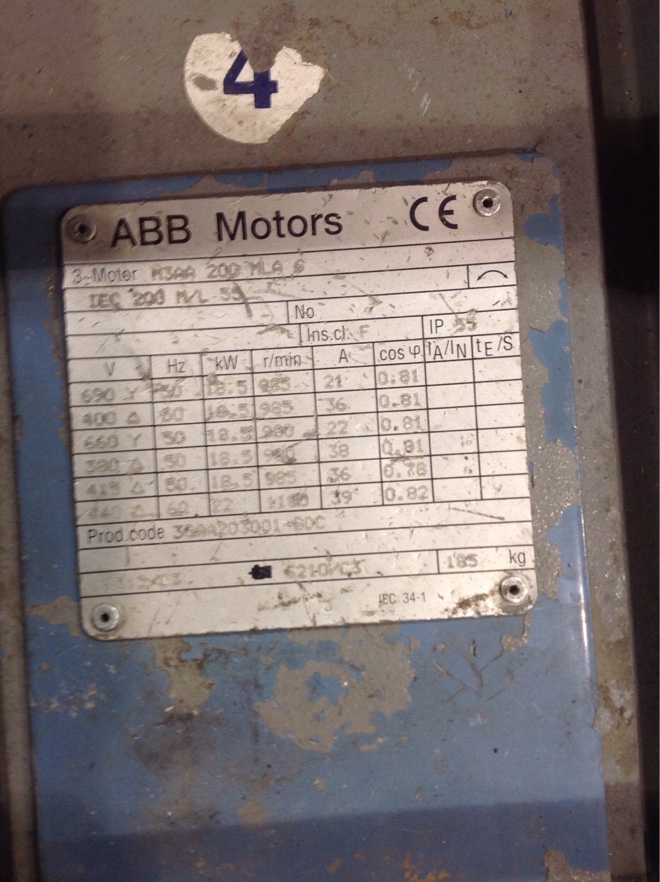 4
ABB Motors CE
3~Motor M3AA 200 MLA 6
IEC 200 M/L 55
No
Ins.cl. F IP 55
V Hz kW r/min A cos φ IA/IN tE/S
690 Y 50 18.5 985 21 0.81
400 Δ 50 18.5 985 36 0.81
660 Y 50 18.5 980 22 0.81
380 Δ 50 18.5 980 38 0.81
415 Δ 50 18.5 985 36 0.78
440 Δ 60 22 39 0.82
Prod.code
6210/C3 185 kg
IEC 34-1